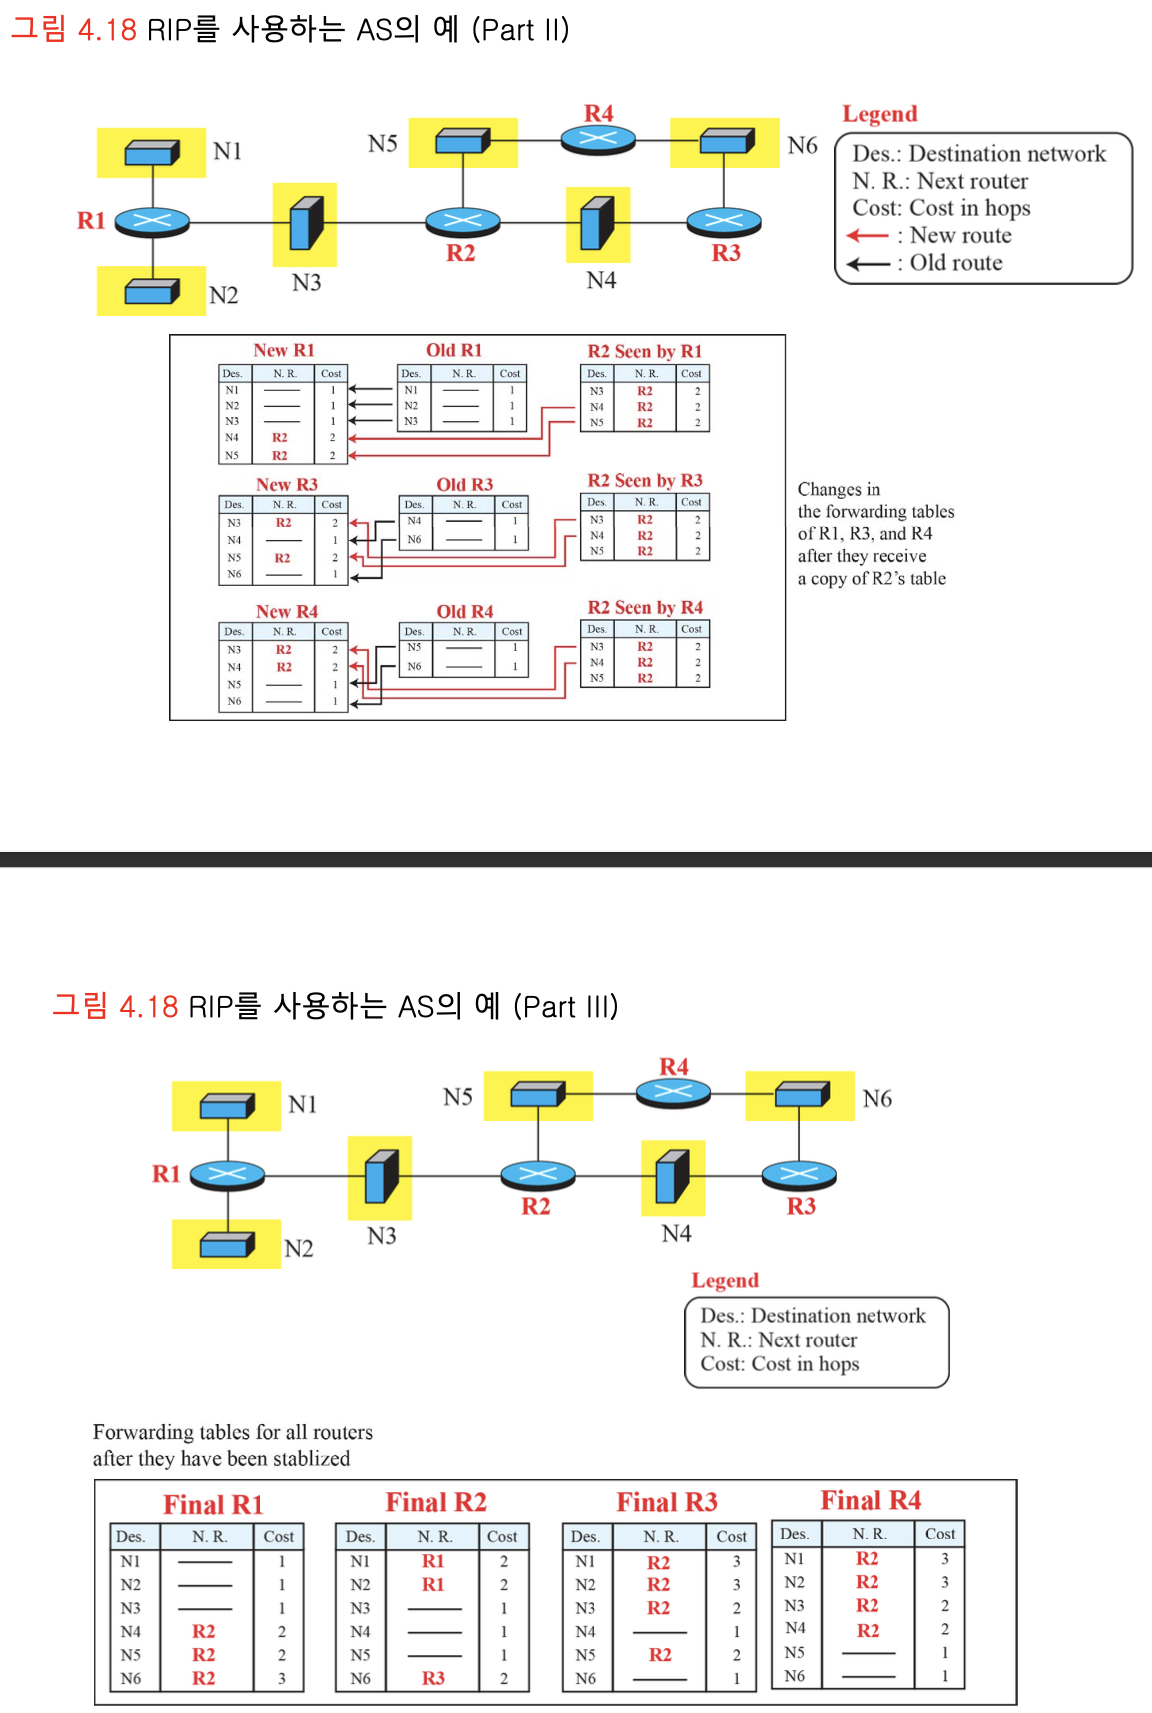 그림 4.18 RIP를 사용하는 AS의 예 (Part II)
R4
Legend
N1
N5
N6
Des.: Destination network
N. R.: Next router
Cost: Cost in hops
: New route
: Old route
R1
R2
R3
N3
N4
N2
New R1
Old R1
R2 Seen by R1
Des. N. R. Cost
Des. N. R. Cost
Des. N. R. Cost
N1 —— 1
N1 —— 1
N3 R2 2
N2 —— 1
N2 —— 1
N4 R2 2
N3 —— 1
N3 —— 1
N5 R2 2
N4 R2 2
N5 R2 2
New R3
Old R3
R2 Seen by R3
Des. N. R. Cost
Des. N. R. Cost
Des. N. R. Cost
N3 R2 2
N4 —— 1
N3 R2 2
N4 —— 1
N6 —— 1
N4 R2 2
N5 R2 2
N5 R2 2
N6 —— 1
Changes in
the forwarding tables
of R1, R3, and R4
after they receive
a copy of R2's table
New R4
Old R4
R2 Seen by R4
Des. N. R. Cost
Des. N. R. Cost
Des. N. R. Cost
N3 R2 2
N5 —— 1
N3 R2 2
N4 R2 2
N6 —— 1
N4 R2 2
N5 —— 1
N5 R2 2
N6 —— 1
그림 4.18 RIP를 사용하는 AS의 예 (Part III)
R4
N1
N5
N6
R1
R2
R3
N3
N4
N2
Legend
Des.: Destination network
N. R.: Next router
Cost: Cost in hops
Forwarding tables for all routers
after they have been stablized
Final R1
Final R2
Final R3
Final R4
Des. N. R. Cost
Des. N. R. Cost
Des. N. R. Cost
Des. N. R. Cost
N1 —— 1
N1 R1 2
N1 R2 3
N1 R2 3
N2 —— 1
N2 R1 2
N2 R2 3
N2 R2 3
N3 —— 1
N3 —— 1
N3 R2 2
N3 R2 2
N4 R2 2
N4 —— 1
N4 —— 1
N4 R2 2
N5 R2 2
N5 —— 1
N5 R2 2
N5 —— 1
N6 R2 3
N6 R3 2
N6 —— 1
N6 —— 1